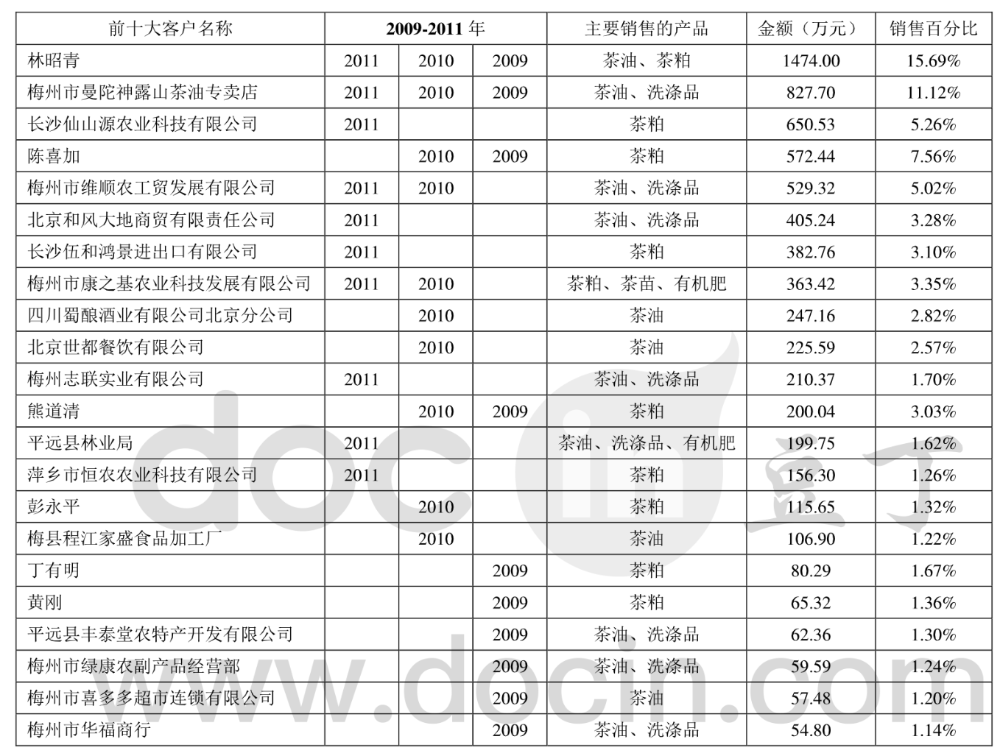 前十大客户名称 2009-2011 年 主要销售的产品 金额（万元） 销售百分比
林昭青 2011 2010 2009 茶油、茶粕 1474.00 15.69%
梅州市曼陀神露山茶油专卖店 2011 2010 2009 茶油、洗涤品 827.70 11.12%
长沙仙山源农业科技有限公司 2011 茶粕 650.53 5.26%
陈喜加 2010 2009 茶粕 572.44 7.56%
梅州市维顺农工贸发展有限公司 2011 2010 茶油、洗涤品 529.32 5.02%
北京和风大地商贸有限责任公司 2011 茶油、洗涤品 405.24 3.28%
长沙伍和鸿景进出口有限公司 2011 茶粕 382.76 3.10%
梅州市康之基农业科技发展有限公司 2011 2010 茶粕、茶苗、有机肥 363.42 3.35%
四川蜀酿酒业有限公司北京分公司 2010 茶油 247.16 2.82%
北京世都餐饮有限公司 2010 茶油 225.59 2.57%
梅州志联实业有限公司 2011 茶油、洗涤品 210.37 1.70%
熊道清 2010 2009 茶粕 200.04 3.03%
平远县林业局 2011 茶油、洗涤品、有机肥 199.75 1.62%
萍乡市恒农农业科技有限公司 2011 茶粕 156.30 1.26%
彭永平 2010 茶粕 115.65 1.32%
梅县程江家盛食品加工厂 2010 茶油 106.90 1.22%
丁有明 2009 茶粕 80.29 1.67%
黄刚 2009 茶粕 65.32 1.36%
平远县丰泰堂农特产开发有限公司 2009 茶油、洗涤品 62.36 1.30%
梅州市绿康农副产品经营部 2009 茶油、洗涤品 59.59 1.24%
梅州市喜多多超市连锁有限公司 2009 茶油 57.48 1.20%
梅州市华福商行 2009 茶油、洗涤品 54.80 1.14%
docin 豆丁
www.docin.com